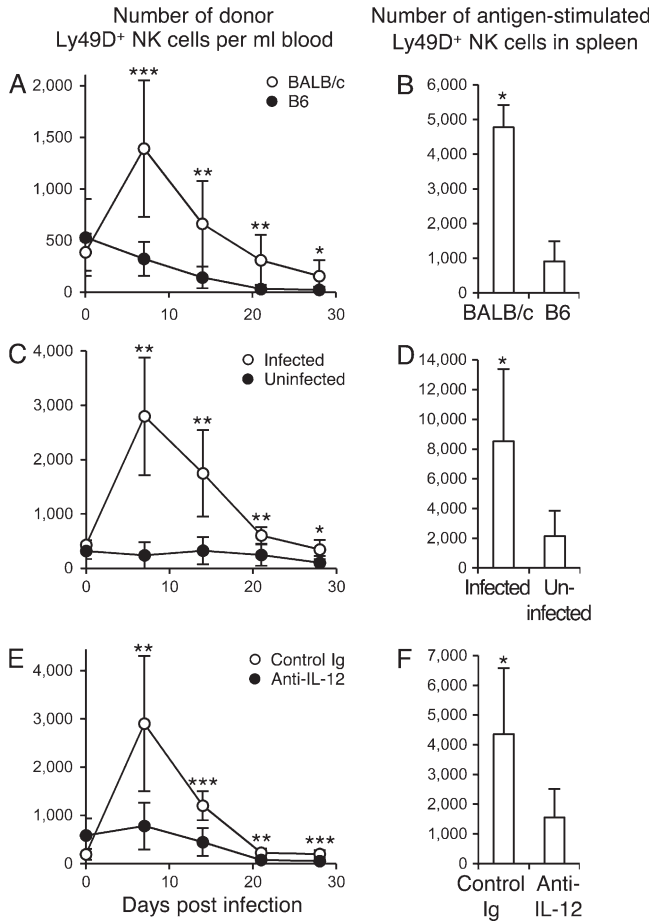 Number of donor
Ly49D⁺ NK cells per ml blood
Number of antigen-stimulated
Ly49D⁺ NK cells in spleen
A
2,000
1,500
1,000
500
0
0
10
20
30
***
**
**
*
BALB/c
B6
B
6,000
5,000
4,000
3,000
2,000
1,000
0
*
BALB/c B6
C
4,000
3,000
2,000
1,000
0
0
10
20
30
**
**
**
*
Infected
Uninfected
D
14,000
12,000
10,000
8,000
6,000
4,000
2,000
0
*
Infected Un-
infected
E
4,000
3,000
2,000
1,000
0
0
10
20
30
**
***
**
***
Control Ig
Anti-IL-12
Days post infection
F
7,000
6,000
5,000
4,000
3,000
2,000
1,000
0
*
Control Anti-
Ig IL-12